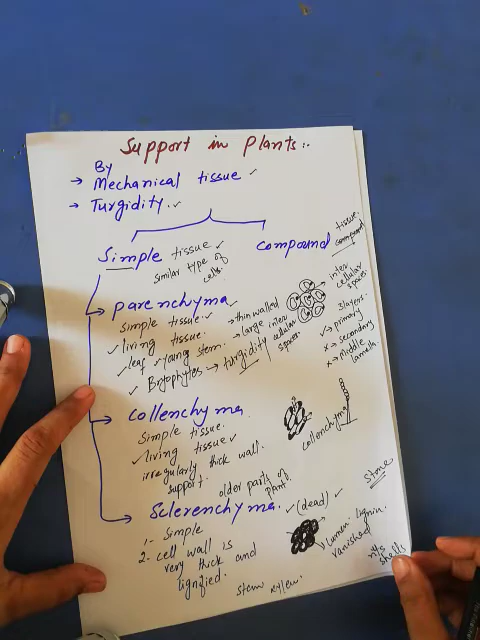 Support in Plants:.
By
→ Mechanical tissue ✓
→ Turgidity. ✓
Simple tissue ✓
similar type of
cells.
compound
tissue.
compound
→ parenchyma ✓
simple tissue. ✓
✓ living tissue.
✓ leaf + young stem.
✓ Bryophytes → turgidity
→ thin walled
→ large inter
cellular
spaces
inter
cellular
spaces
3 layers.
✓→ primary
x→ secondary
x→ middle
lamella.
→ Collenchyma
Simple tissue.
✓ living tissue ✓
irregularly thick wall.
support.
collenchyma
older parts of
plant.
→ Sclerenchyma. ✓ (dead) ✓
1- Simple
2- cell wall is
very thick and
lignified.
stem xylem.
Stone
lumen lignin.
vanished
shells